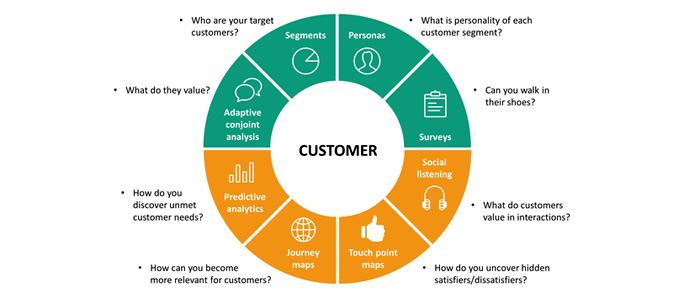 • Who are your target
customers?
Segments
Personas
• What is personality of each
customer segment?
• What do they value?
Adaptive
conjoint
analysis
• Can you walk in
their shoes?
Surveys
CUSTOMER
Social
listening
Predictive
analytics
• How do you
discover unmet
customer needs?
• What do customers
value in interactions?
Journey
maps
Touch point
maps
• How can you become
more relevant for customers?
• How do you uncover hidden
satisfiers/dissatisfiers?